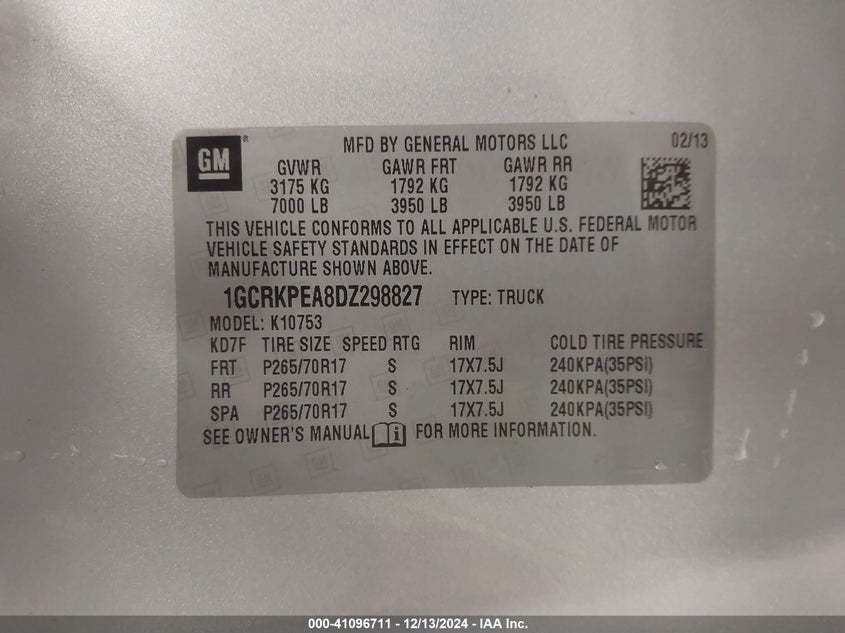 GM ® MFD BY GENERAL MOTORS LLC 02/13
GVWR GAWR FRT GAWR RR
3175 KG 1792 KG 1792 KG
7000 LB 3950 LB 3950 LB
THIS VEHICLE CONFORMS TO ALL APPLICABLE U.S. FEDERAL MOTOR
VEHICLE SAFETY STANDARDS IN EFFECT ON THE DATE OF
MANUFACTURE SHOWN ABOVE.
1GCRKPEA8DZ298827 TYPE: TRUCK
MODEL: K10753
KD7F TIRE SIZE SPEED RTG RIM COLD TIRE PRESSURE
FRT P265/70R17 S 17X7.5J 240KPA(35PSI)
RR P265/70R17 S 17X7.5J 240KPA(35PSI)
SPA P265/70R17 S 17X7.5J 240KPA(35PSI)
SEE OWNER'S MANUAL i FOR MORE INFORMATION.
000-41096711 - 12/13/2024 - IAA Inc.